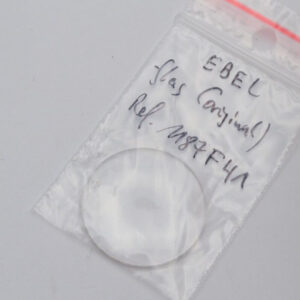 EBEL
Glas (original)
Ref. 1187F41